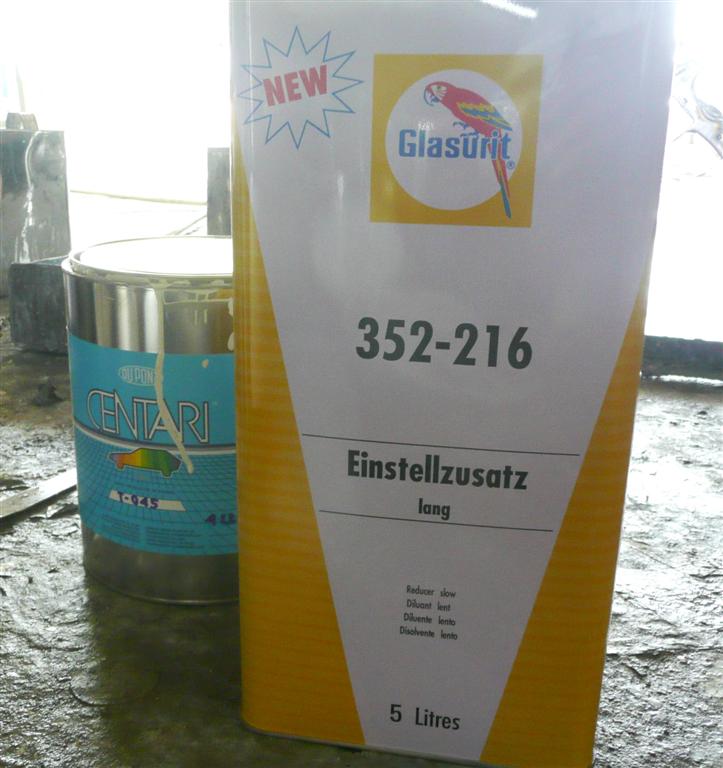 NEW
Glasurit®
352-216
Einstellzusatz
lang
Reducer slow
Diluant lent
Diluente lento
Disolvente lento
5 Litres
DU PONT
CENTARI